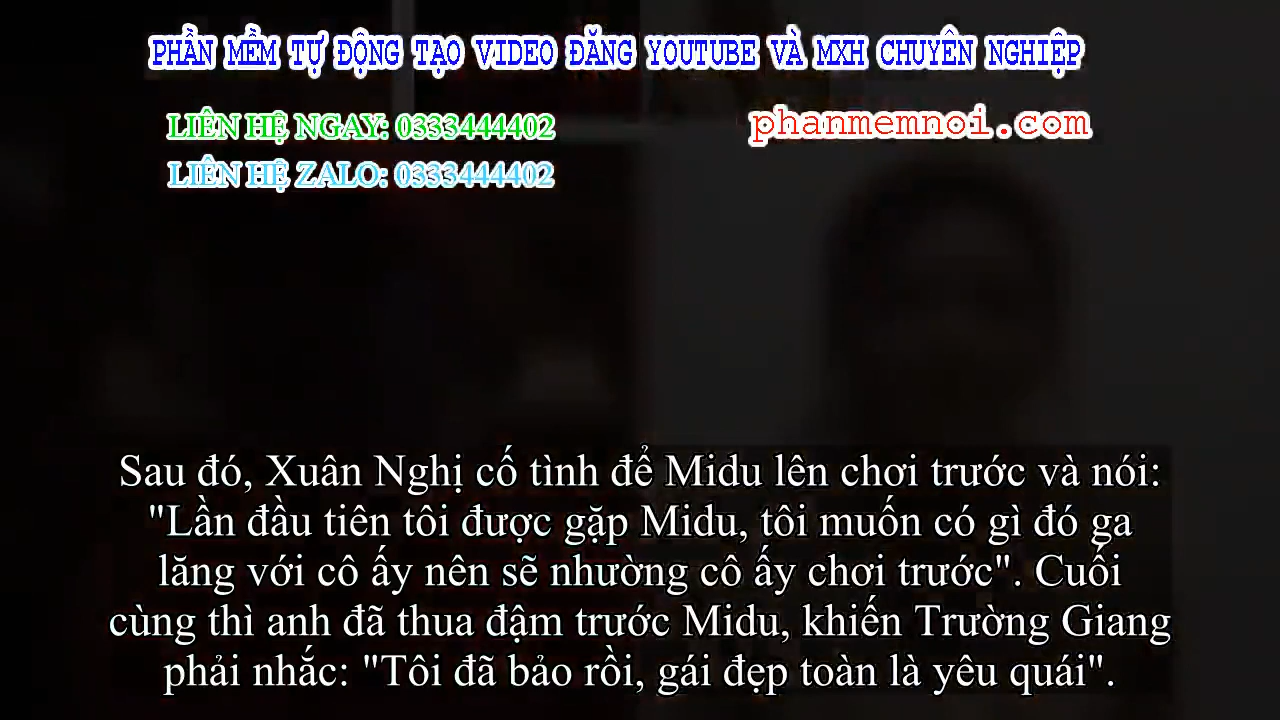 PHẦN MỀM TỰ ĐỘNG TẠO VIDEO ĐĂNG YOUTUBE VÀ MXH CHUYÊN NGHIỆP
LIÊN HỆ NGAY: 0333444402
phanmemnoi.com
LIÊN HỆ ZALO: 0333444402
Sau đó, Xuân Nghị cố tình để Midu lên chơi trước và nói:
"Lần đầu tiên tôi được gặp Midu, tôi muốn có gì đó ga
lăng với cô ấy nên sẽ nhường cô ấy chơi trước". Cuối
cùng thì anh đã thua đậm trước Midu, khiến Trường Giang
phải nhắc: "Tôi đã bảo rồi, gái đẹp toàn là yêu quái".